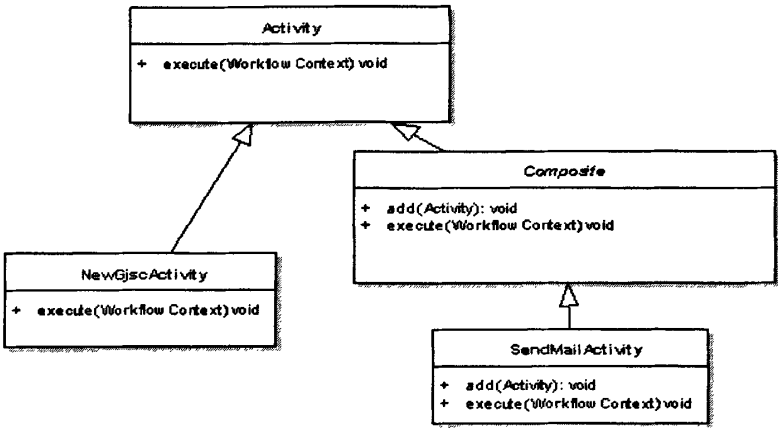 Activity
+ execute(Workflow Context) void
Composite
+ add(Activity): void
+ execute(Workflow Context) void
NewGjscActivity
+ execute(Workflow Context) void
SendMailActivity
+ add(Activity): void
+ execute(Workflow Context) void